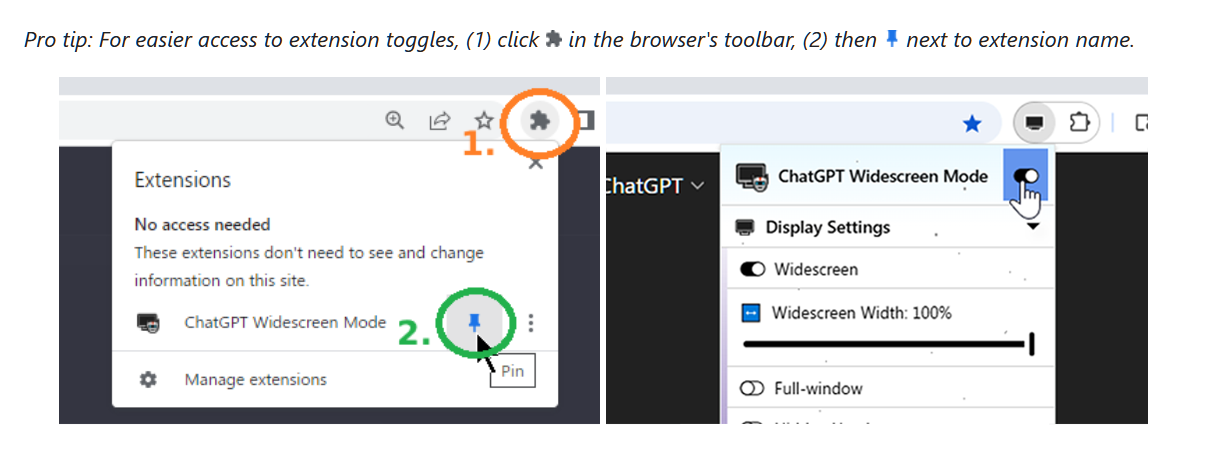 Pro tip: For easier access to extension toggles, (1) click in the browser's toolbar, (2) then next to extension name.
1.
Extensions
No access needed
These extensions don't need to see and change
information on this site.
ChatGPT Widescreen Mode
2.
Pin
Manage extensions
ChatGPT
ChatGPT Widescreen Mode
Display Settings
Widescreen
Widescreen Width: 100%
Full-window